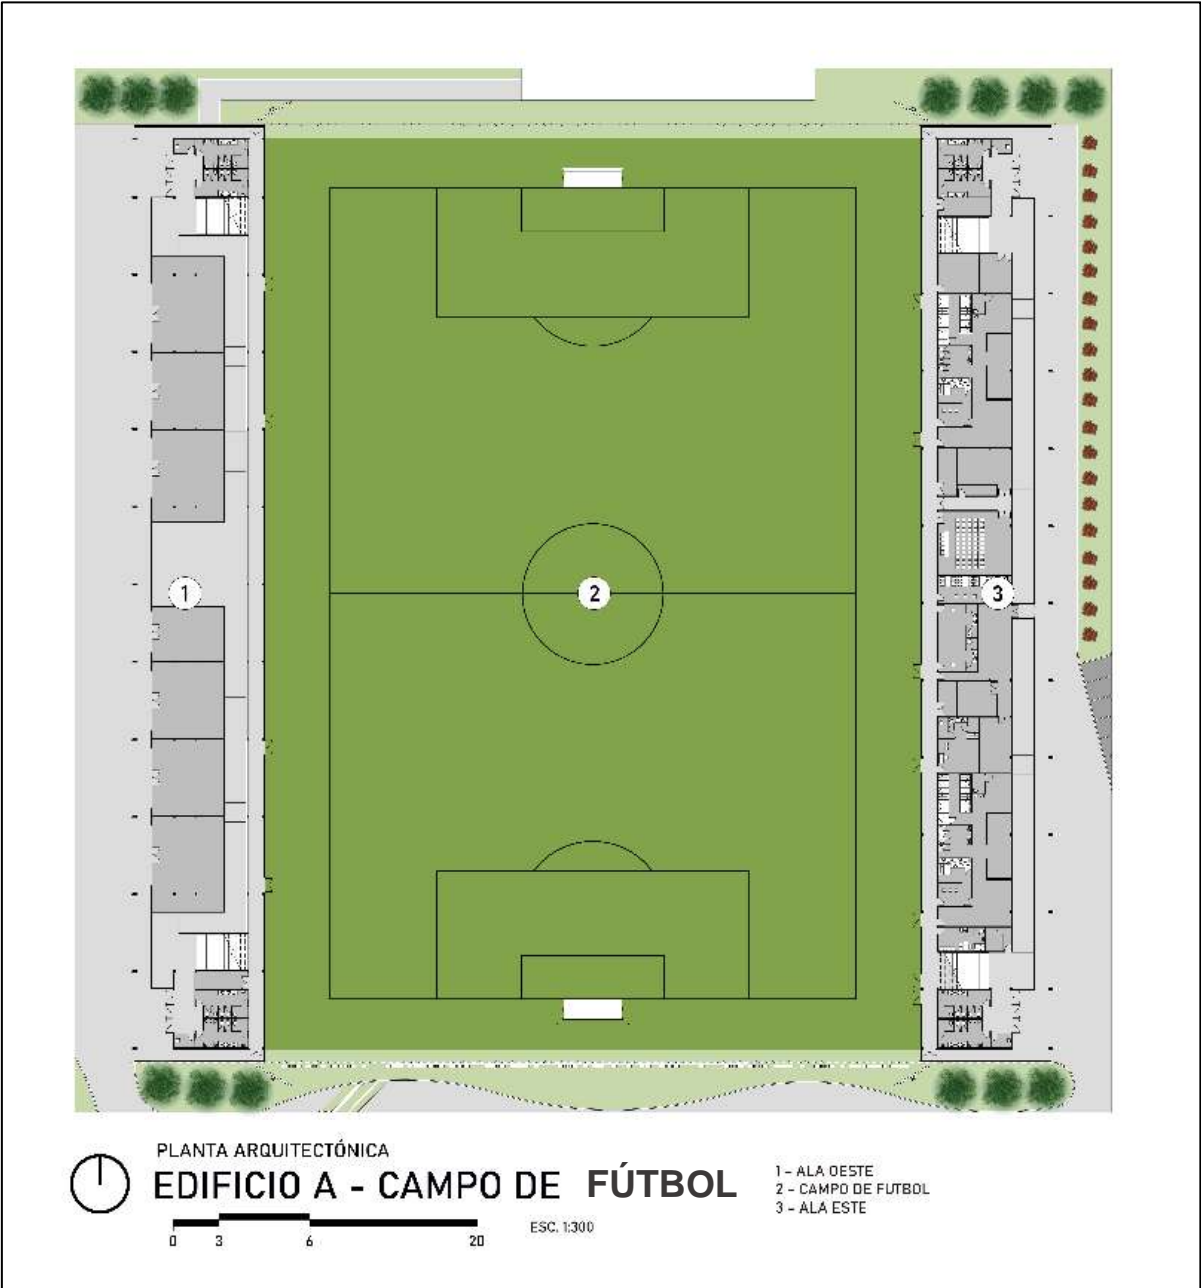 1
2
3
PLANTA ARQUITECTÓNICA
EDIFICIO A - CAMPO DE FÚTBOL
0 3 6 20
ESC. 1:300
1 - ALA OESTE
2 - CAMPO DE FUTBOL
3 - ALA ESTE